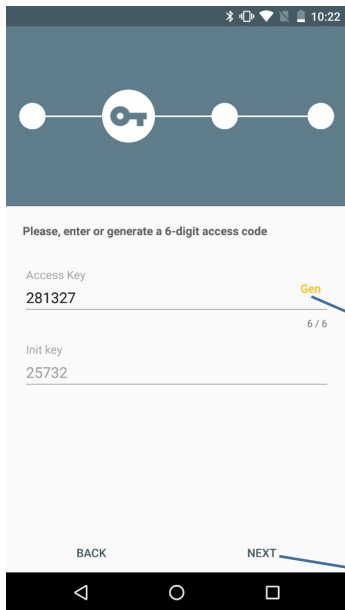 10:22
Please, enter or generate a 6-digit access code
Access Key
281327
Gen
6 / 6
Init key
25732
BACK NEXT